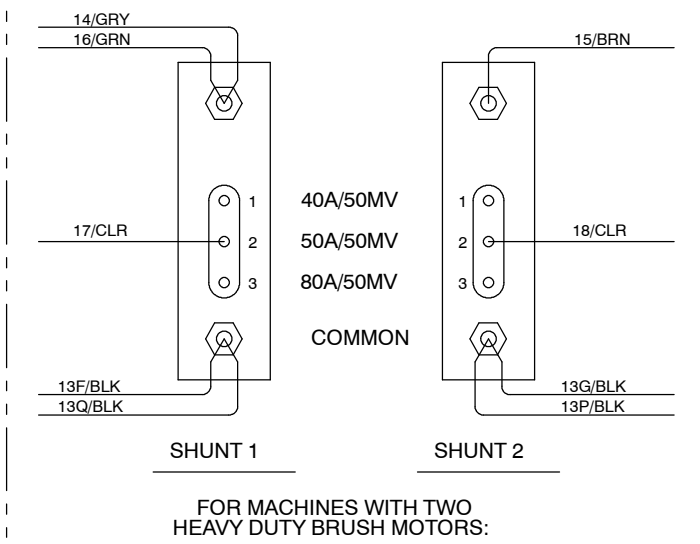 14/GRY
16/GRN
15/BRN
1 40A/50MV 1
17/CLR 2 50A/50MV 2 18/CLR
3 80A/50MV 3
COMMON
13F/BLK
13Q/BLK
13G/BLK
13P/BLK
SHUNT 1
SHUNT 2
FOR MACHINES WITH TWO
HEAVY DUTY BRUSH MOTORS: